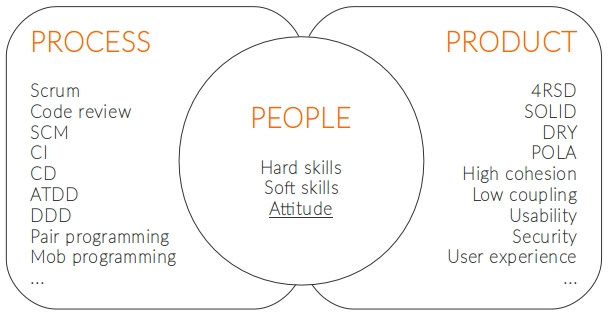 PROCESS
Scrum
Code review
SCM
CI
CD
ATDD
DDD
Pair programming
Mob programming
...
PEOPLE
Hard skills
Soft skills
Attitude
PRODUCT
4RSD
SOLID
DRY
POLA
High cohesion
Low coupling
Usability
Security
User experience
...